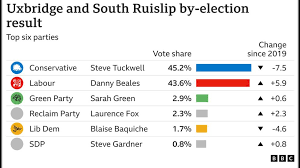 Uxbridge and South Ruislip by-election
result
Top six parties
Vote share Change
since 2019
Conservative Steve Tuckwell 45.2% ▼ -7.5
Labour Danny Beales 43.6% ▲ +5.9
Green Party Sarah Green 2.9% ▲ +0.6
Reclaim Party Laurence Fox 2.3% ▲ +2.3
Lib Dem Blaise Baquiche 1.7% ▼ -4.6
SDP Steve Gardner 0.8% ▲ +0.8
BBC